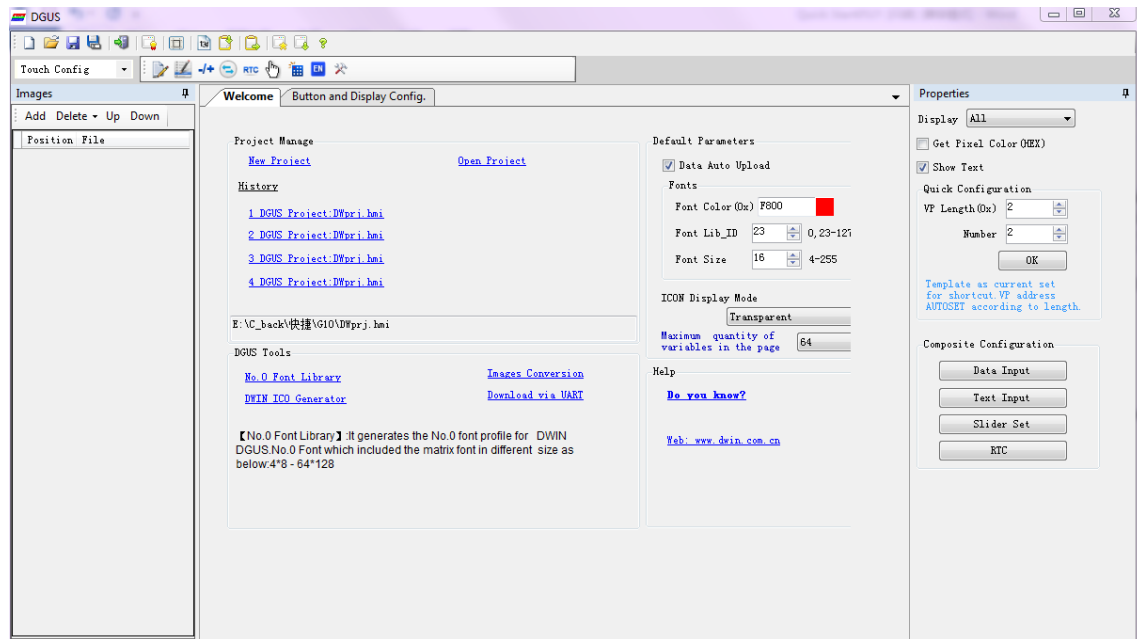 DGUS
Touch Config
RTC
EN
Images
Add Delete Up Down
Position File
Welcome
Button and Display Config.
Project Manage
New Project
Open Project
History
1 DGUS Project:DWprj.hmi
2 DGUS Project:DWprj.hmi
3 DGUS Project:DWprj.hmi
4 DGUS Project:DWprj.hmi
E:\C_back\快捷\G10\DWprj.hmi
DGUS Tools
No.0 Font Library
Images Conversion
DWIN ICO Generator
Download via UART
【No.0 Font Library】:It generates the No.0 font profile for DWIN
DGUS.No.0 Font which included the matrix font in different size as
below:4*8 - 64*128
Default Parameters
Data Auto Upload
Fonts
Font Color(0x) F800
Font Lib_ID 23 0,23-127
Font Size 16 4-255
ICON Display Mode
Transparent
Maximum quantity of
variables in the page 64
Help
Do you know?
Web: www.dwin.com.cn
Properties
Display All
Get Pixel Color(HEX)
Show Text
Quick Configuration
VP Length(0x) 2
Number 2
OK
Template as current set
for shortcut.VP address
AUTOSET according to length.
Composite Configuration
Data Input
Text Input
Slider Set
RTC